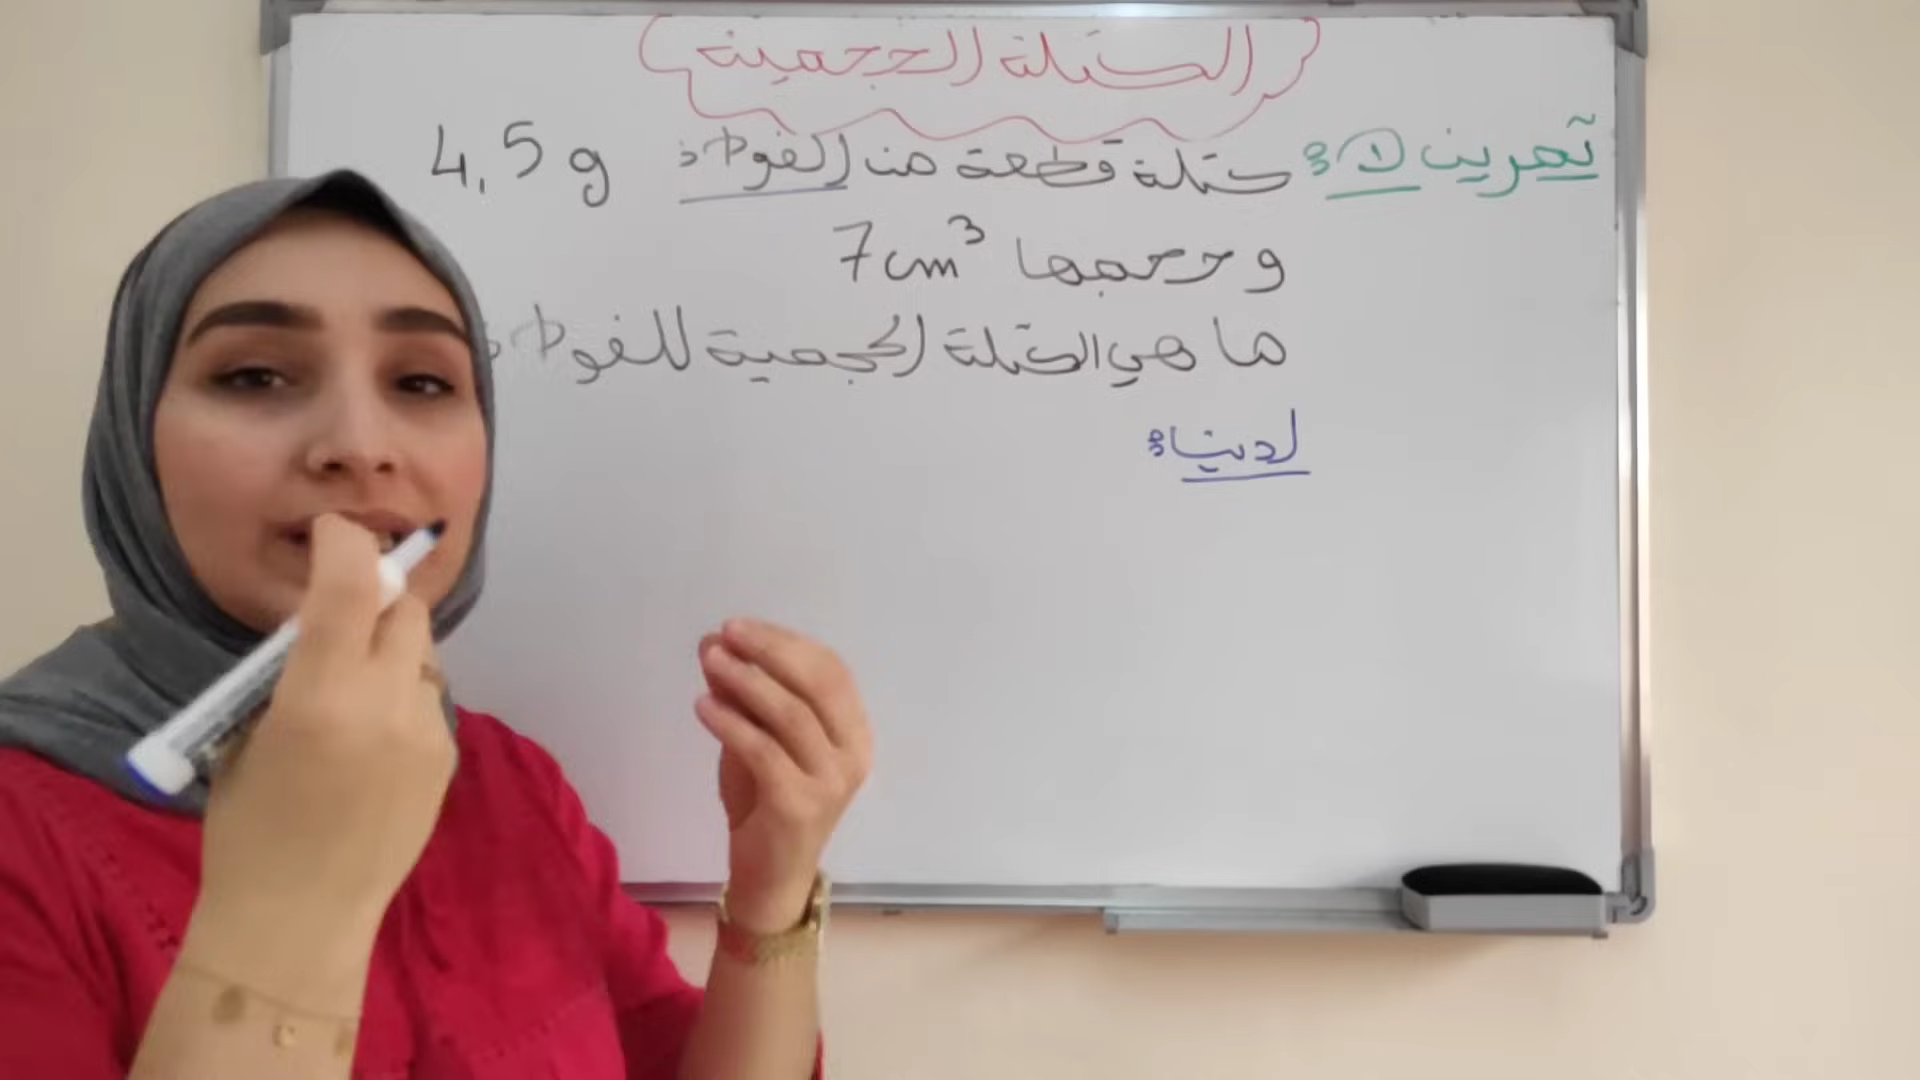 الكتلة الحجمية
تمرين ①: كتلة قطعة من الفولاذ 4,5 g
وحجمها 7cm³
ما هي الكتلة الحجمية للفولاذ
لدينا: